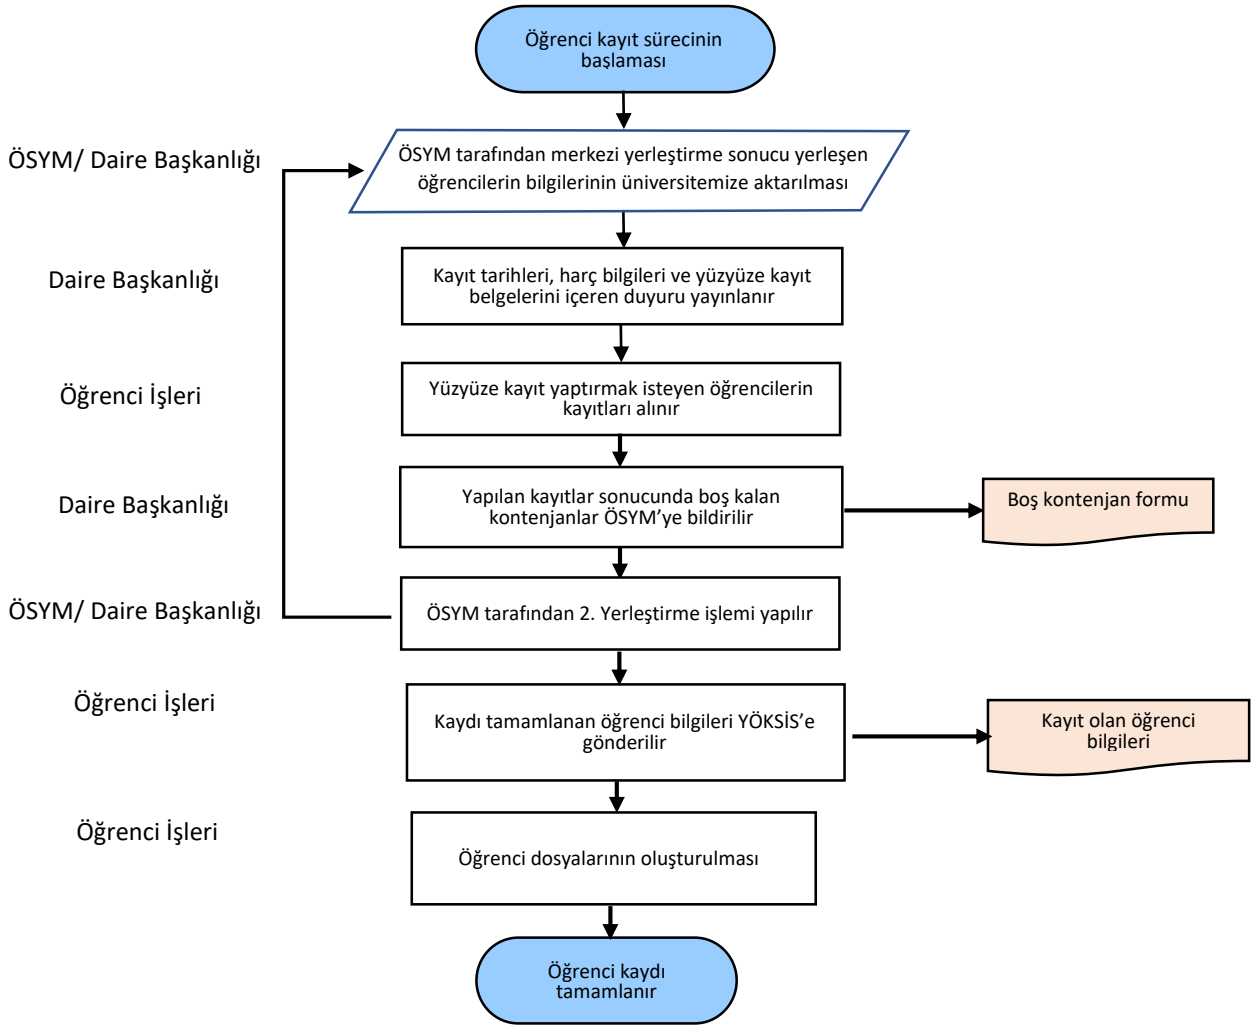 Öğrenci kayıt sürecinin
başlaması
ÖSYM/ Daire Başkanlığı
ÖSYM tarafından merkezi yerleştirme sonucu yerleşen
öğrencilerin bilgilerinin üniversitemize aktarılması
Daire Başkanlığı
Kayıt tarihleri, harç bilgileri ve yüzyüze kayıt
belgelerini içeren duyuru yayınlanır
Öğrenci İşleri
Yüzyüze kayıt yaptırmak isteyen öğrencilerin
kayıtları alınır
Daire Başkanlığı
Yapılan kayıtlar sonucunda boş kalan
kontenjanlar ÖSYM’ye bildirilir
Boş kontenjan formu
ÖSYM/ Daire Başkanlığı
ÖSYM tarafından 2. Yerleştirme işlemi yapılır
Öğrenci İşleri
Kaydı tamamlanan öğrenci bilgileri YÖKSİS’e
gönderilir
Kayıt olan öğrenci
bilgileri
Öğrenci İşleri
Öğrenci dosyalarının oluşturulması
Öğrenci kaydı
tamamlanır